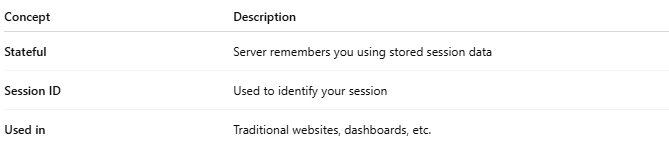 Concept Description
Stateful Server remembers you using stored session data
Session ID Used to identify your session
Used in Traditional websites, dashboards, etc.